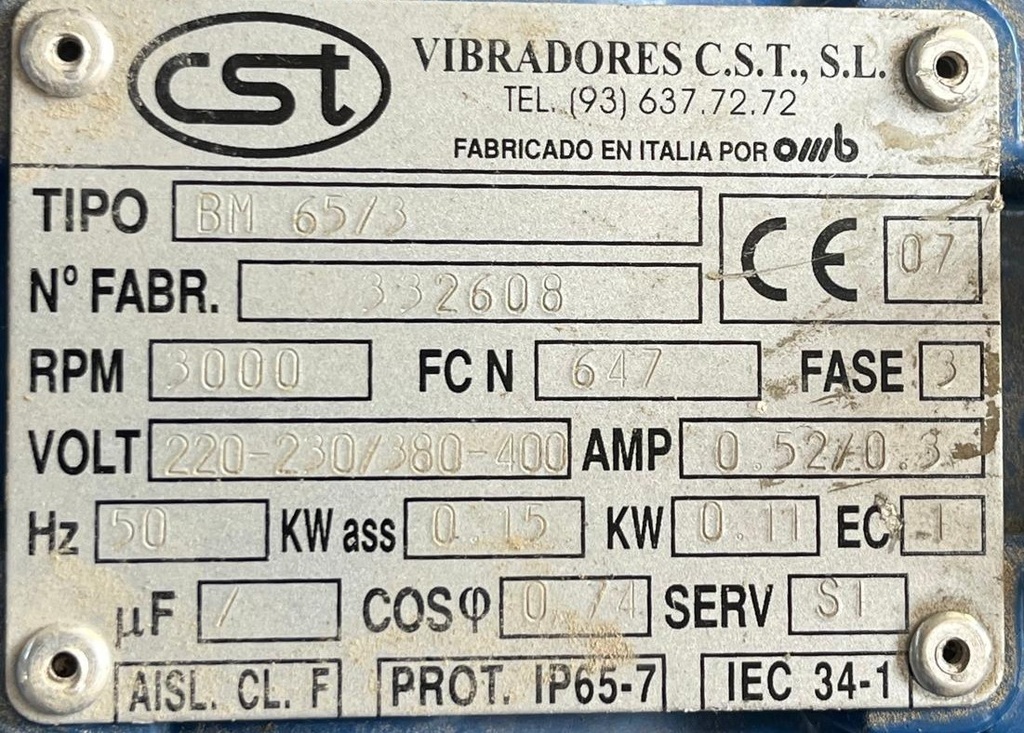 cst
VIBRADORES C.S.T., S.L.
TEL. (93) 637.72.72
FABRICADO EN ITALIA POR omb
TIPO BM 65/3
CE 07
Nº FABR. 332608
RPM 3000 FC N 647 FASE 3
VOLT 220-230/380-400 AMP 0.52/0.3
Hz 50 KW ass 0.15 KW 0.11 EC 1
µF / COSφ 0.74 SERV S1
AISL. CL. F PROT. IP65-7 IEC 34-1